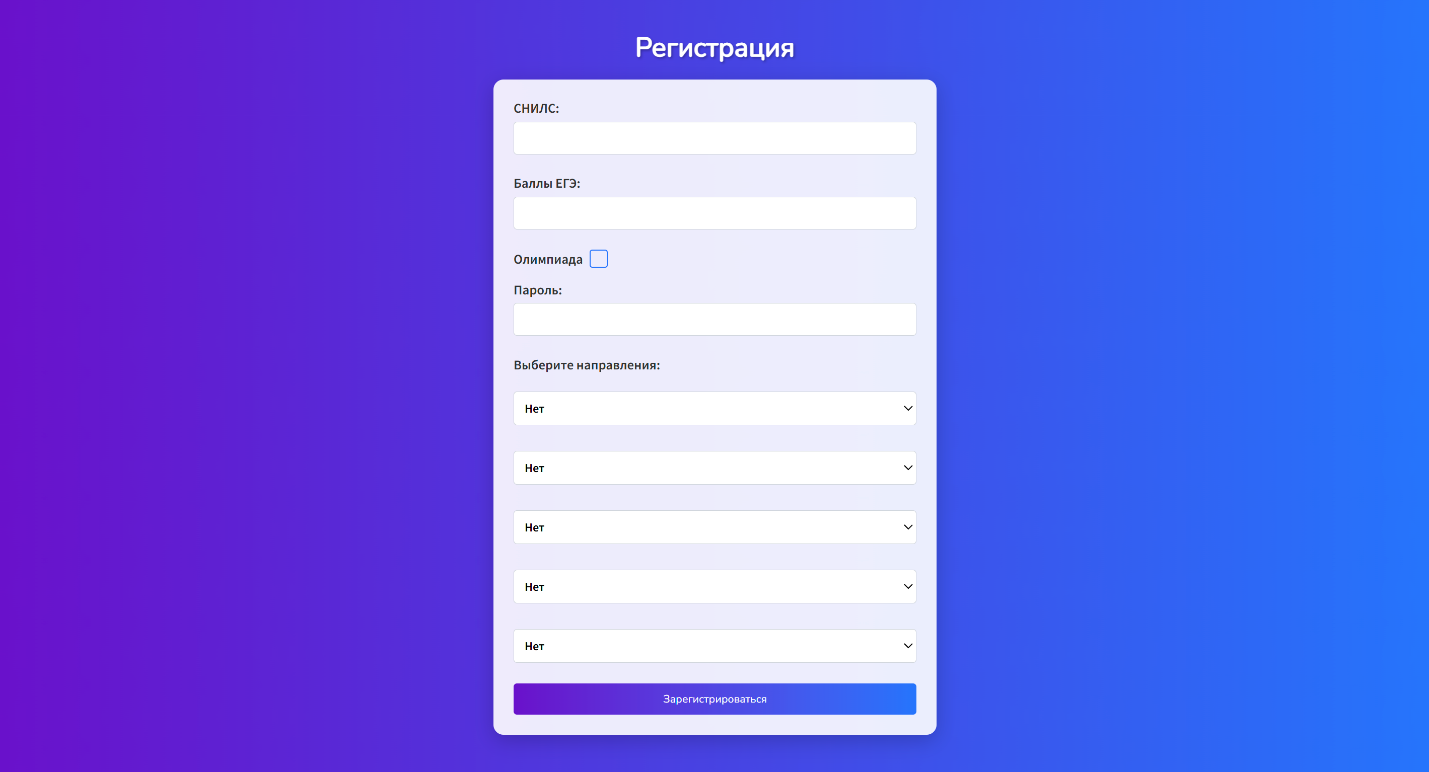 Регистрация
СНИЛС:
Баллы ЕГЭ:
Олимпиада
Пароль:
Выберите направления:
Нет
Нет
Нет
Нет
Нет
Зарегистрироваться